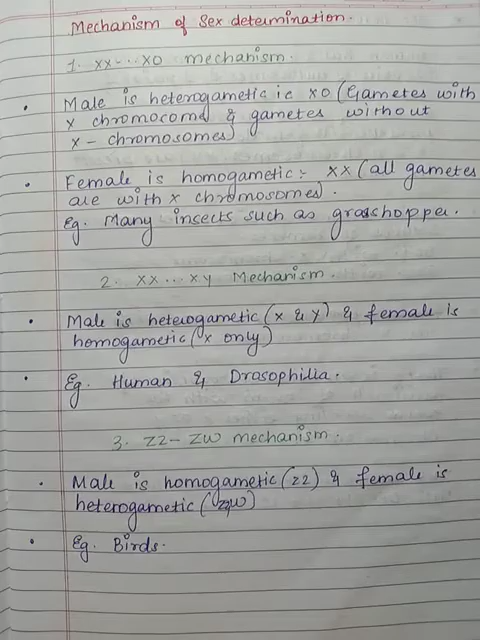 Mechanism of Sex determination.
1. XX---XO mechanism.
• Male is heterogametic ie XO (Gametes with
X chromocomd & gametes without
X - chromosomes)
• Female is homogametic :- XX (all gametes
are with X chromosomes).
Eg. Many insects such as grasshopper.
2. XX...XY Mechanism.
• Male is heterogametic (X & Y) & female is
homogametic (X only)
• Eg. Human & Drosophilia.
3. ZZ- ZW mechanism.
• Male is homogametic (ZZ) & female is
heterogametic (ZW)
• Eg. Birds.